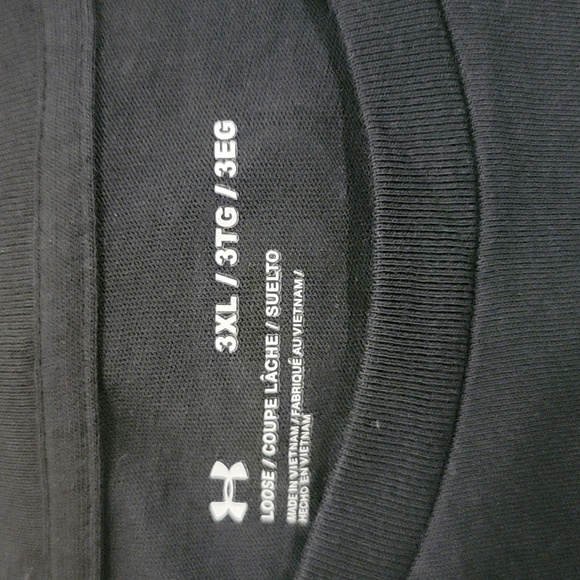 3XL / 3TG / 3EG
LOOSE / COUPE LÂCHE / SUELTO
MADE IN VIETNAM / FABRIQUÉ AU VIETNAM /
HECHO EN VIETNAM